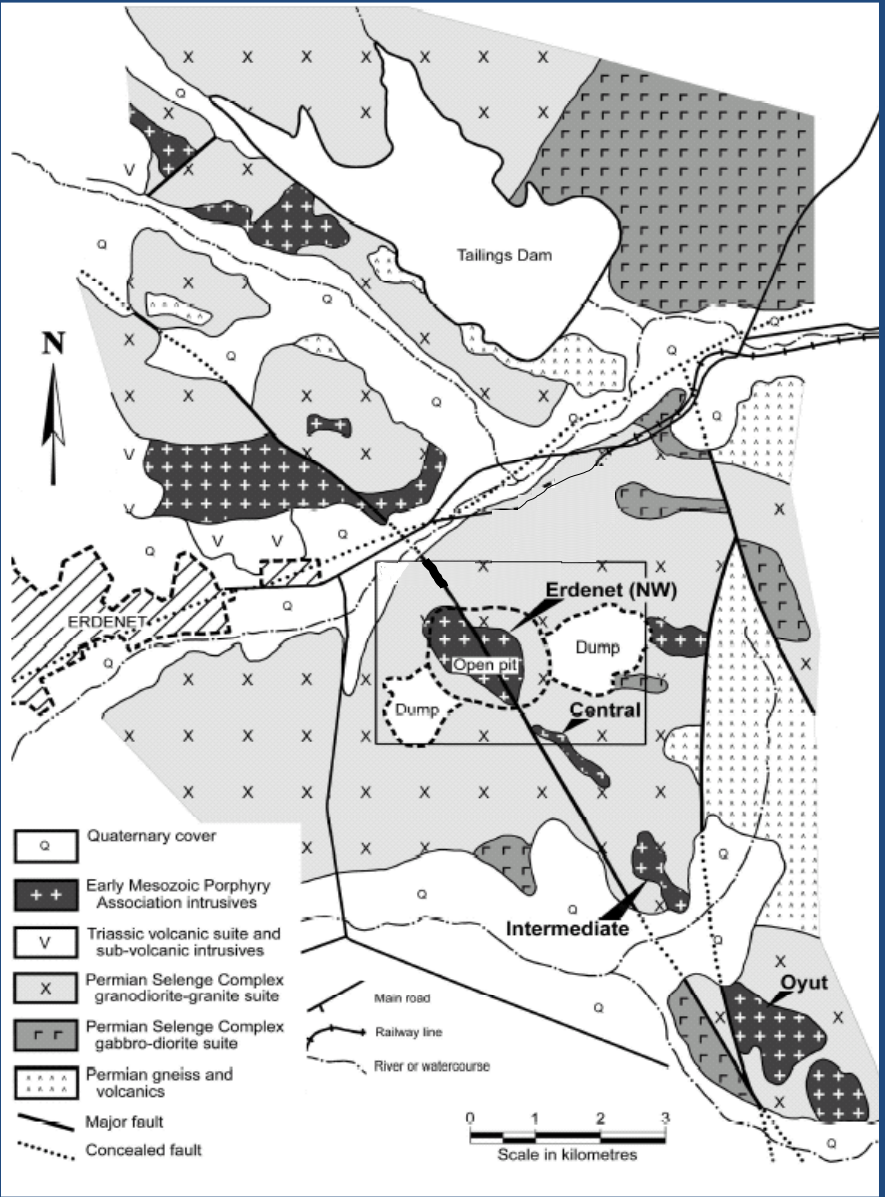 Tailings Dam
N
ERDENET
Erdenet (NW)
Dump
Open pit
Dump
Central
Intermediate
Oyut
Q
Quaternary cover
Early Mesozoic Porphyry
Association intrusives
V
Triassic volcanic suite and
sub-volcanic intrusives
X
Permian Selenge Complex
granodiorite-granite suite
Permian Selenge Complex
gabbro-diorite suite
Permian gneiss and
volcanics
Major fault
Concealed fault
Main road
Railway line
River or watercourse
0 1 2 3
Scale in kilometres